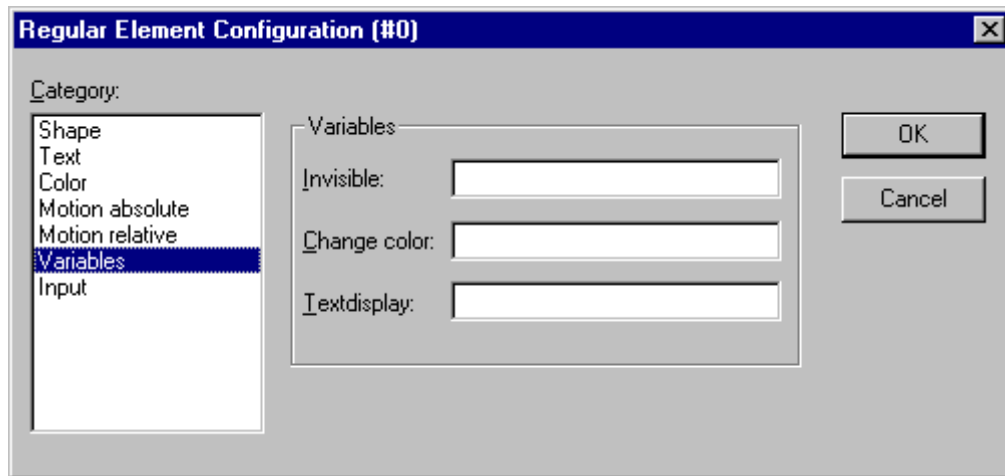 Regular Element Configuration (#0)
Category:
Shape
Text
Color
Motion absolute
Motion relative
Variables
Input
Variables
Invisible:
Change color:
Textdisplay:
OK
Cancel